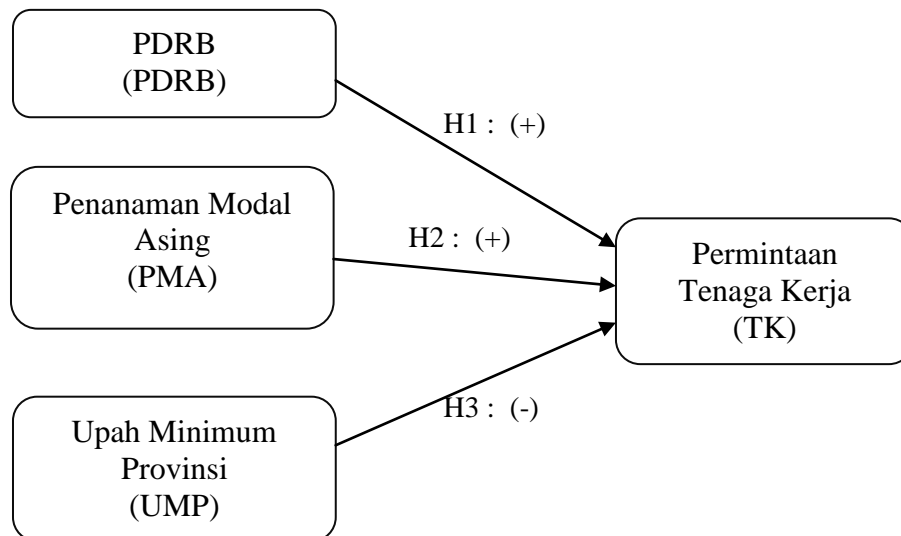 PDRB
(PDRB)
H1 : (+)
Penanaman Modal
Asing
(PMA)
H2 : (+)
Permintaan
Tenaga Kerja
(TK)
H3 : (-)
Upah Minimum
Provinsi
(UMP)